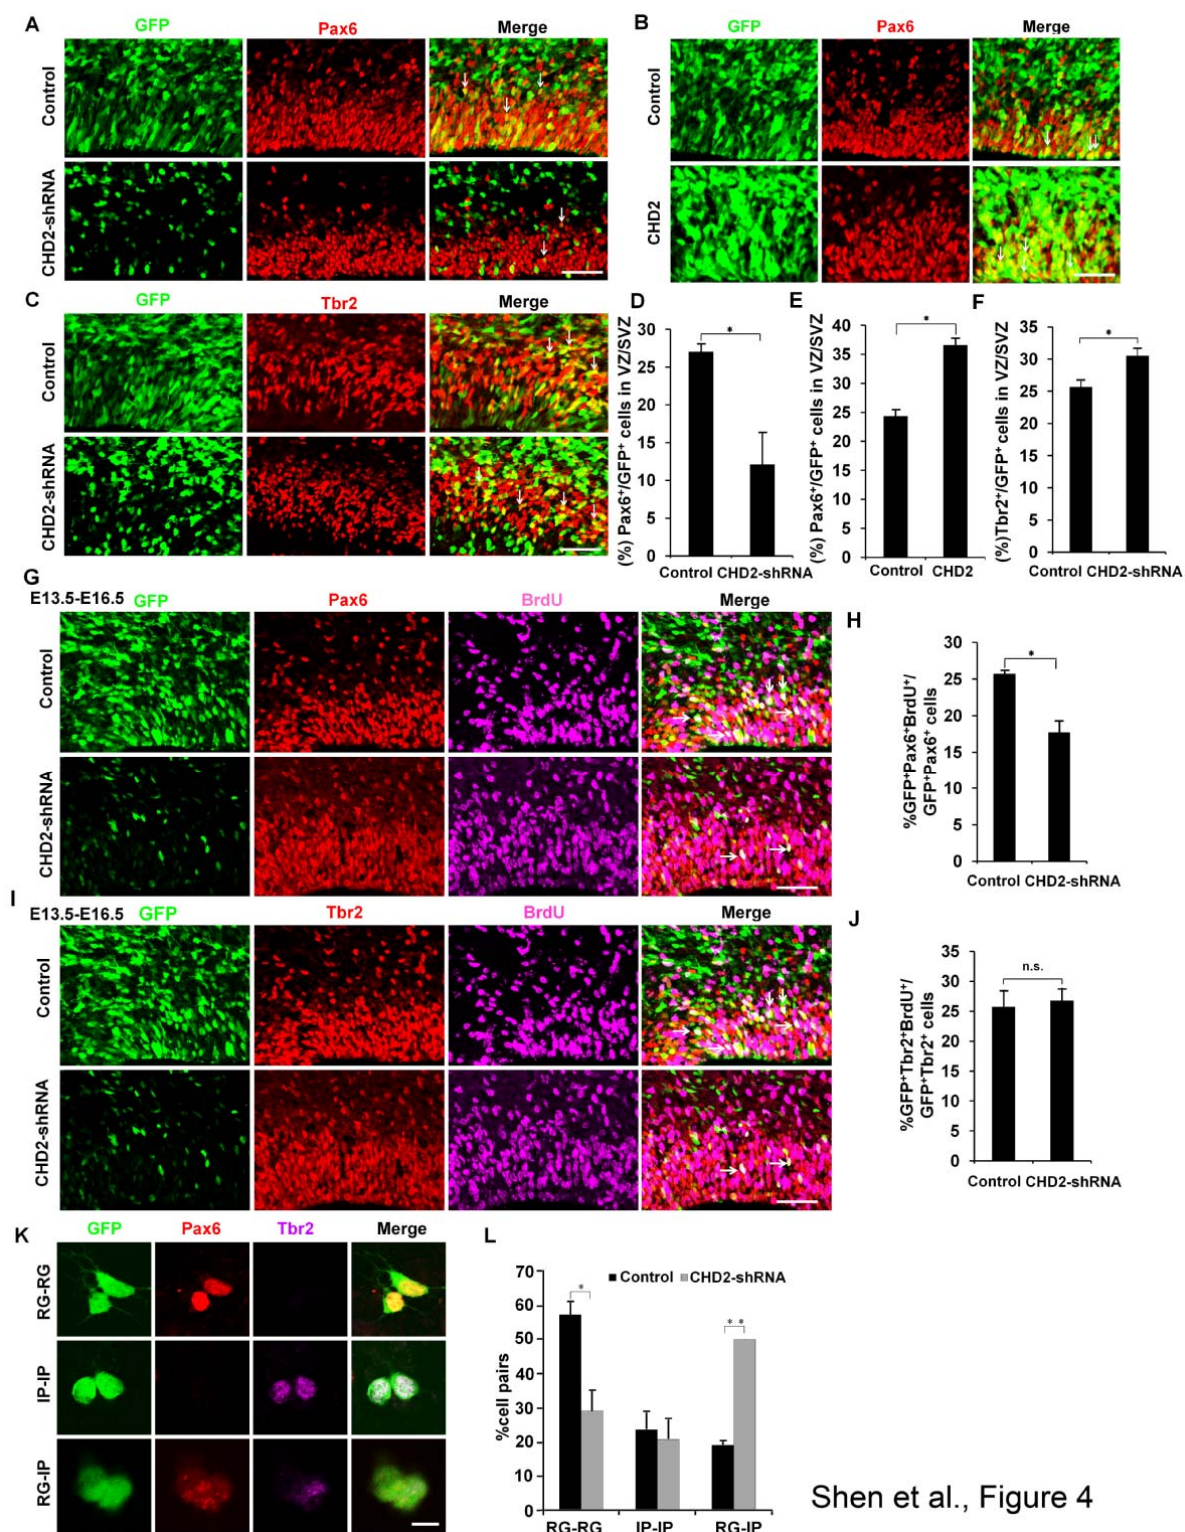 A
GFP
Pax6
Merge
Control
CHD2-shRNA
B
GFP
Pax6
Merge
Control
CHD2
C
GFP
Tbr2
Merge
Control
CHD2-shRNA
D
(%) Pax6⁺/GFP⁺ cells in VZ/SVZ
30
25
20
15
10
5
0
*
Control CHD2-shRNA
E
(%) Pax6⁺/GFP⁺ cells in VZ/SVZ
40
35
30
25
20
15
10
5
0
*
Control CHD2
F
(%)Tbr2⁺/GFP⁺ cells in VZ/SVZ
35
30
25
20
15
10
5
0
*
Control CHD2-shRNA
G
E13.5-E16.5 GFP
Pax6
BrdU
Merge
Control
CHD2-shRNA
H
%GFP⁺Pax6⁺BrdU⁺/
GFP⁺Pax6⁺ cells
30
25
20
15
10
5
0
*
Control CHD2-shRNA
I
E13.5-E16.5 GFP
Tbr2
BrdU
Merge
Control
CHD2-shRNA
J
%GFP⁺Tbr2⁺BrdU⁺/
GFP⁺Tbr2⁺ cells
35
30
25
20
15
10
5
0
n.s.
Control CHD2-shRNA
K
GFP
Pax6
Tbr2
Merge
RG-RG
IP-IP
RG-IP
L
%cell pairs
70
60
50
40
30
20
10
0
Control CHD2-shRNA
*
**
RG-RG IP-IP RG-IP
Shen et al., Figure 4